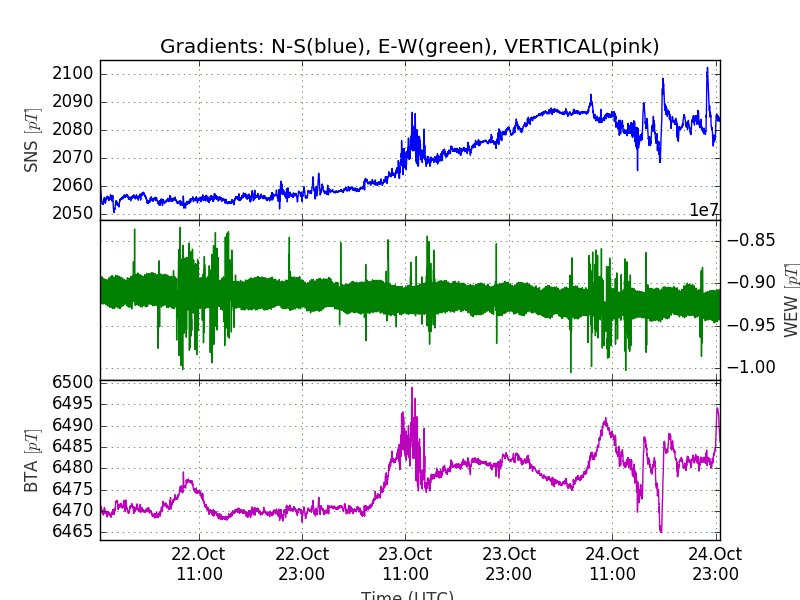 Gradients: N-S(blue), E-W(green), VERTICAL(pink)
2100
2090
2080
2070
2060
2050
SNS [pT]
1e7
−0.85
−0.90
−0.95
−1.00
WEW [pT]
6500
6495
6490
6485
6480
6475
6470
6465
BTA [pT]
22.Oct 22.Oct 23.Oct 23.Oct 24.Oct 24.Oct
11:00 23:00 11:00 23:00 11:00 23:00
Time (UTC)